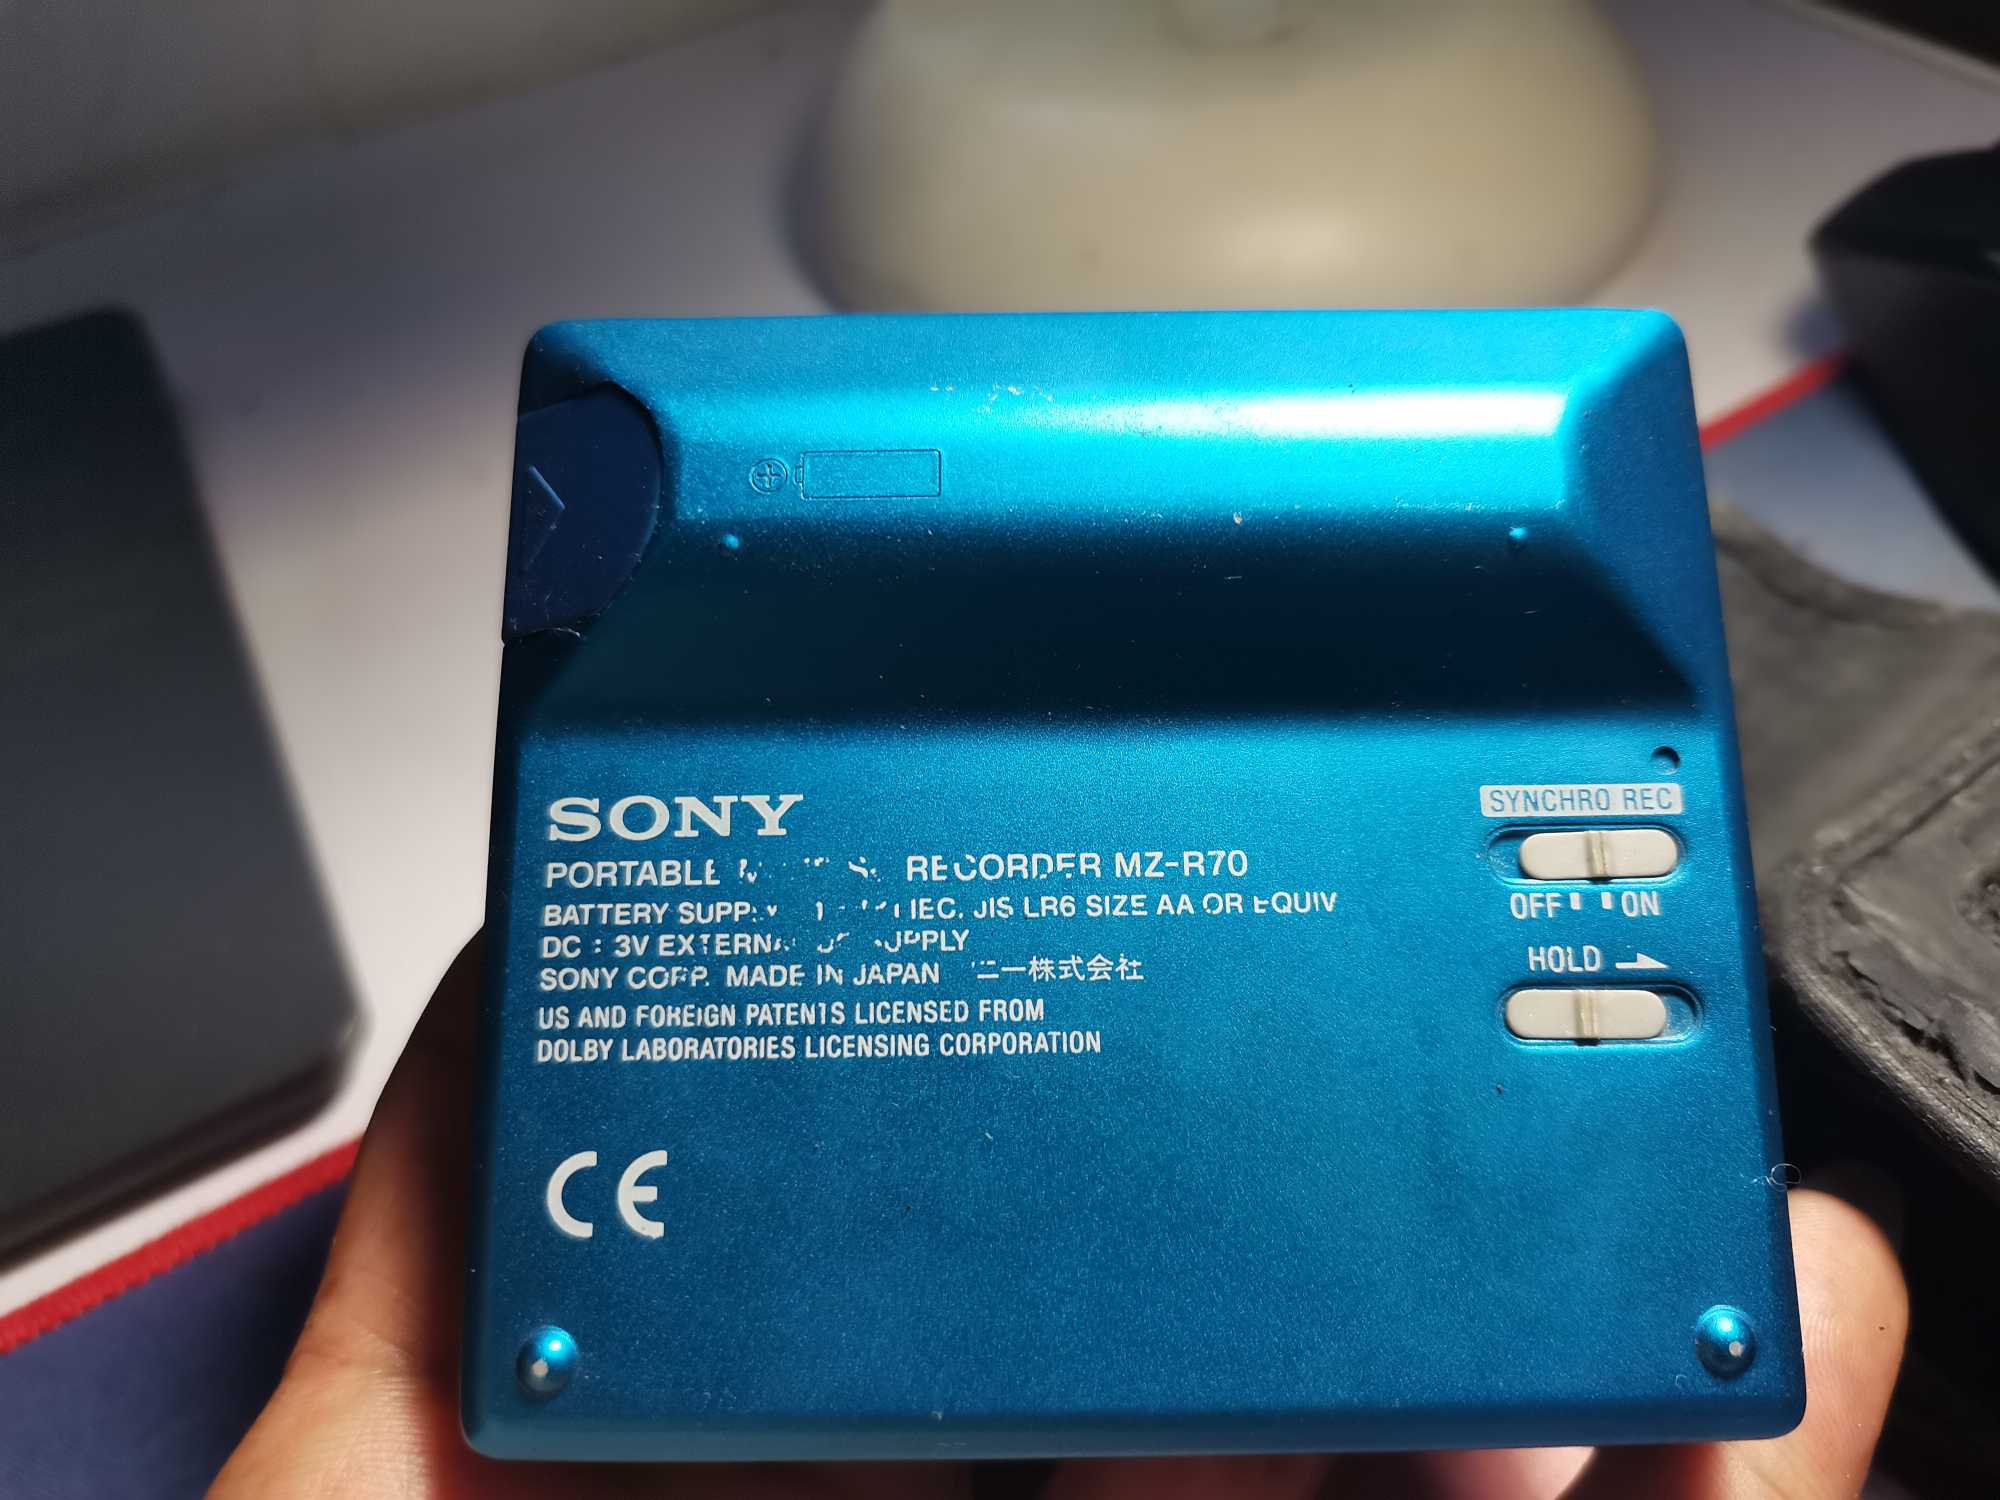 SONY
PORTABLE RECORDER MZ-R70
BATTERY IEC, JIS LR6 SIZE AA OR EQUIV
DC : 3V
SONY CORP. MADE IN JAPAN 株式会社
US AND FOREIGN PATENTS LICENSED FROM
DOLBY LABORATORIES LICENSING CORPORATION
SYNCHRO REC
OFF ON
HOLD
CE